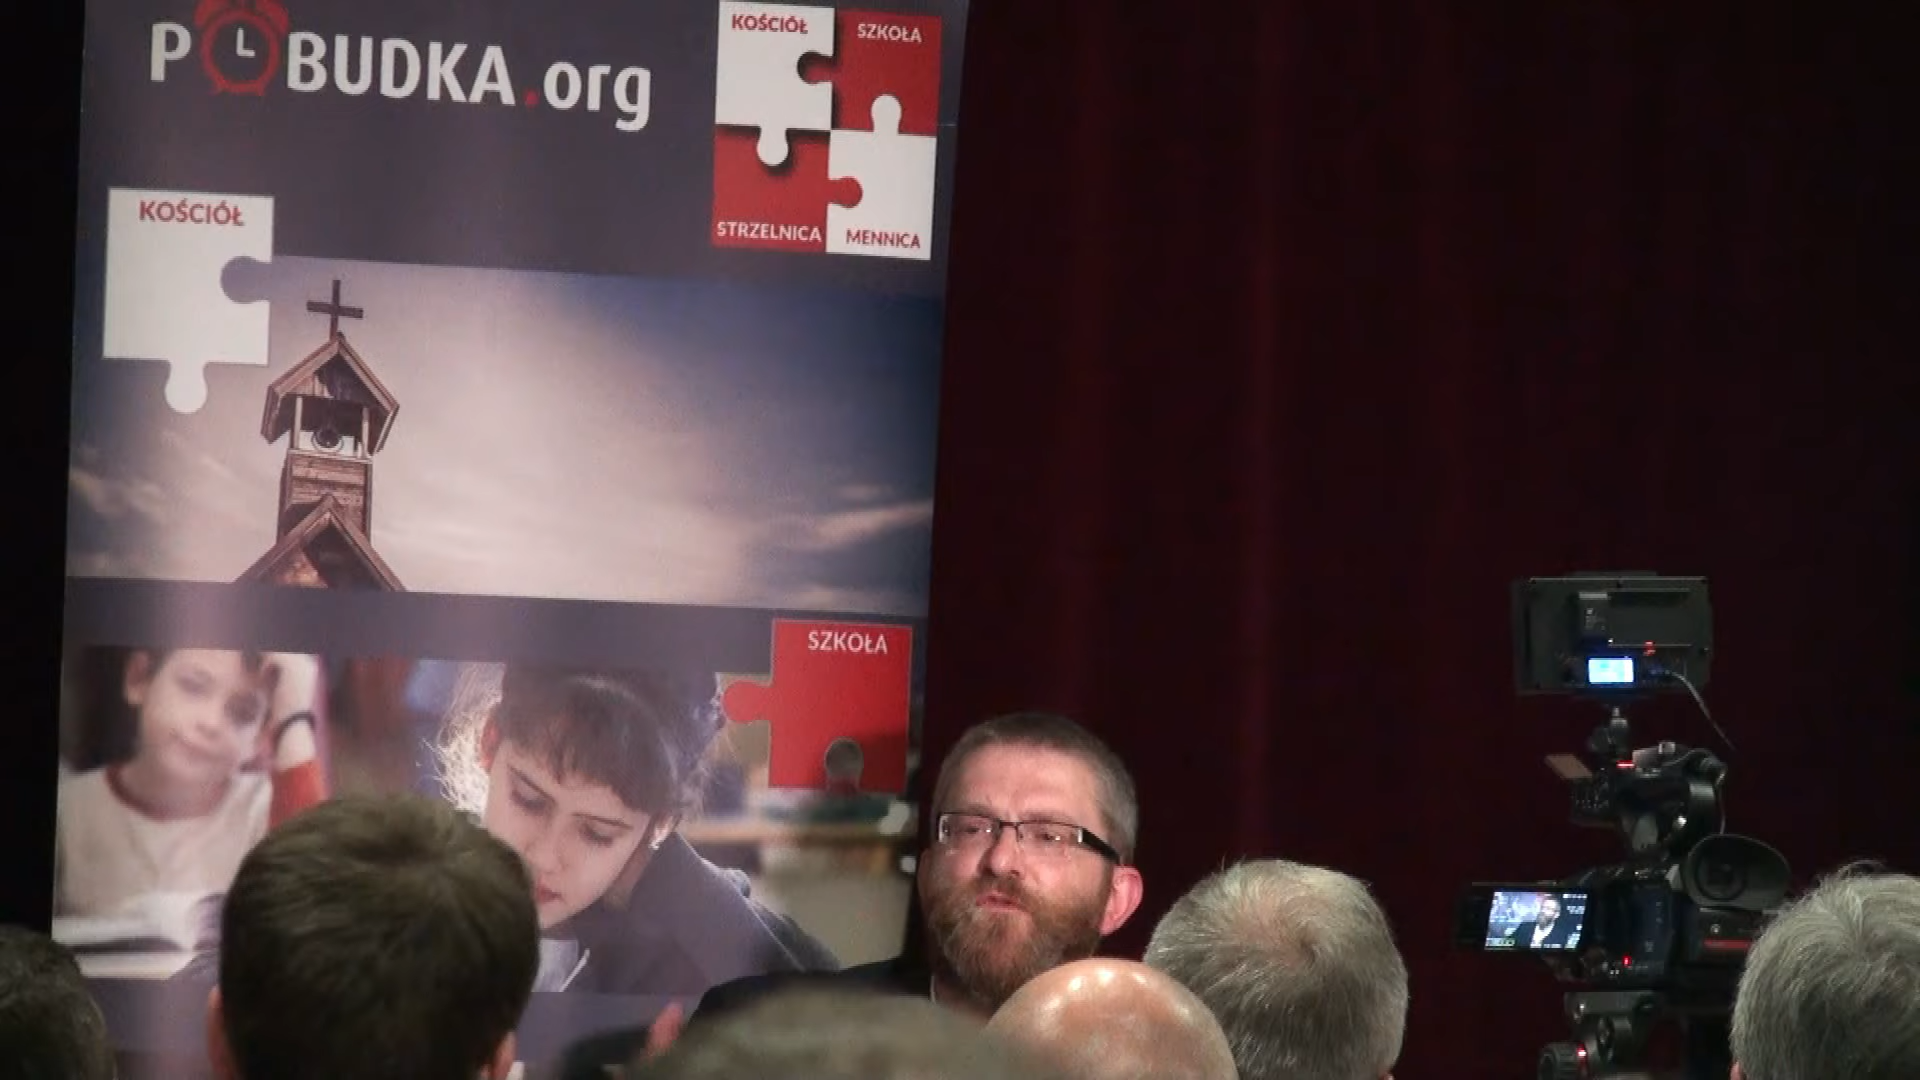 POBUDKA.org
KOŚCIÓŁ
SZKOŁA
STRZELNICA
MENNICA
KOŚCIÓŁ
SZKOŁA